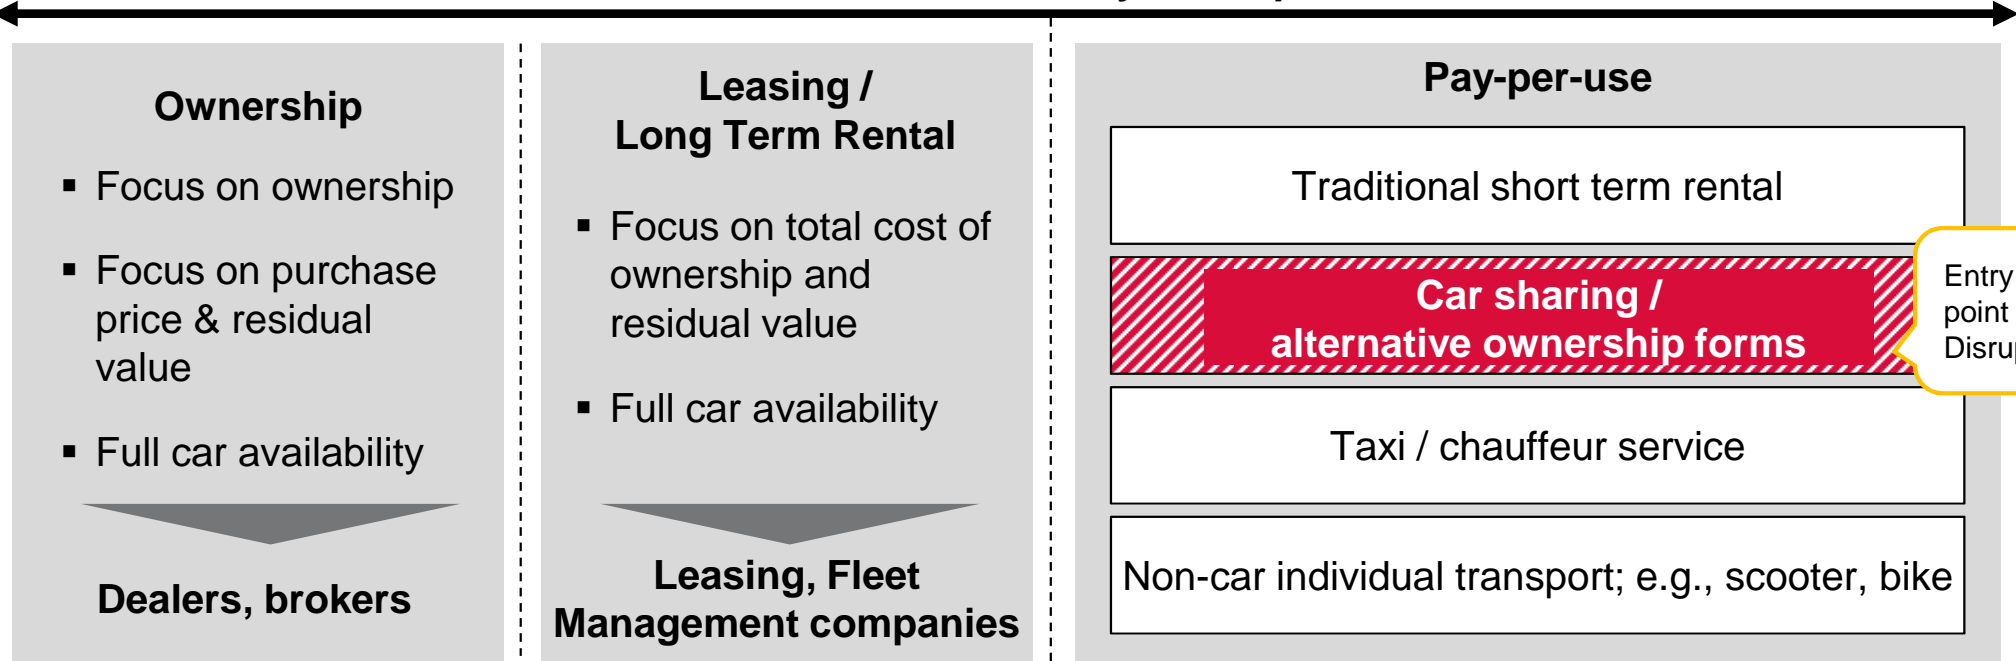 Ownership
▪ Focus on ownership
▪ Focus on purchase
price & residual
value
▪ Full car availability
Dealers, brokers
Leasing /
Long Term Rental
▪ Focus on total cost of
ownership and
residual value
▪ Full car availability
Leasing, Fleet
Management companies
Pay-per-use
Traditional short term rental
Car sharing /
alternative ownership forms
Entry
point
Taxi / chauffeur service
Non-car individual transport; e.g., scooter, bike